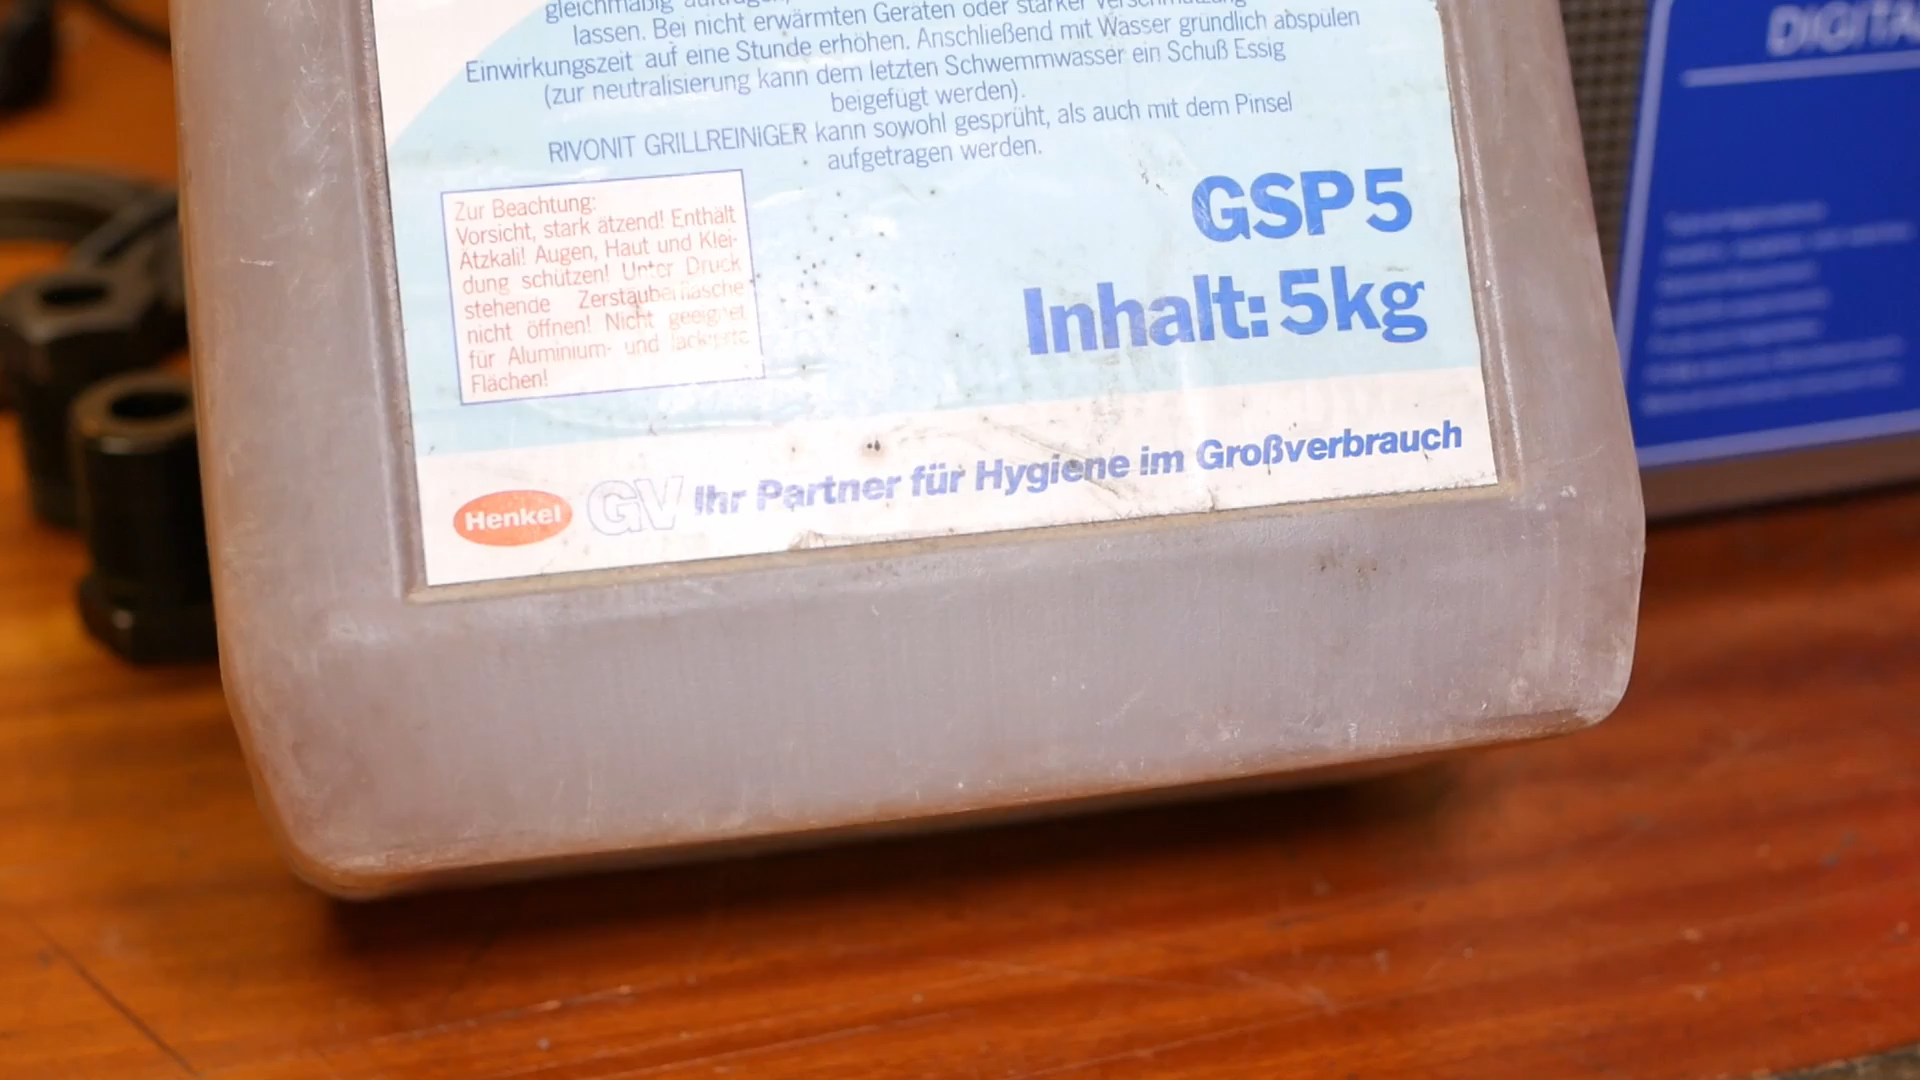 gleichmäßig auftragen,
lassen. Bei nicht erwärmten Geräten oder starker Verschmutzung
Einwirkungszeit auf eine Stunde erhöhen. Anschließend mit Wasser gründlich abspülen
(zur neutralisierung kann dem letzten Schwemmwasser ein Schuß Essig
beigefügt werden).
RIVONIT GRILLREINIGER kann sowohl gesprüht, als auch mit dem Pinsel
aufgetragen werden.
Zur Beachtung:
Vorsicht, stark ätzend! Enthält
Ätzkali! Augen, Haut und Klei-
dung schützen! Unter Druck
stehende Zerstäuberflasche
nicht öffnen! Nicht geeignet
für Aluminium- und lackierte
Flächen!
GSP 5
Inhalt: 5kg
Henkel GV Ihr Partner für Hygiene im Großverbrauch
DIGITA